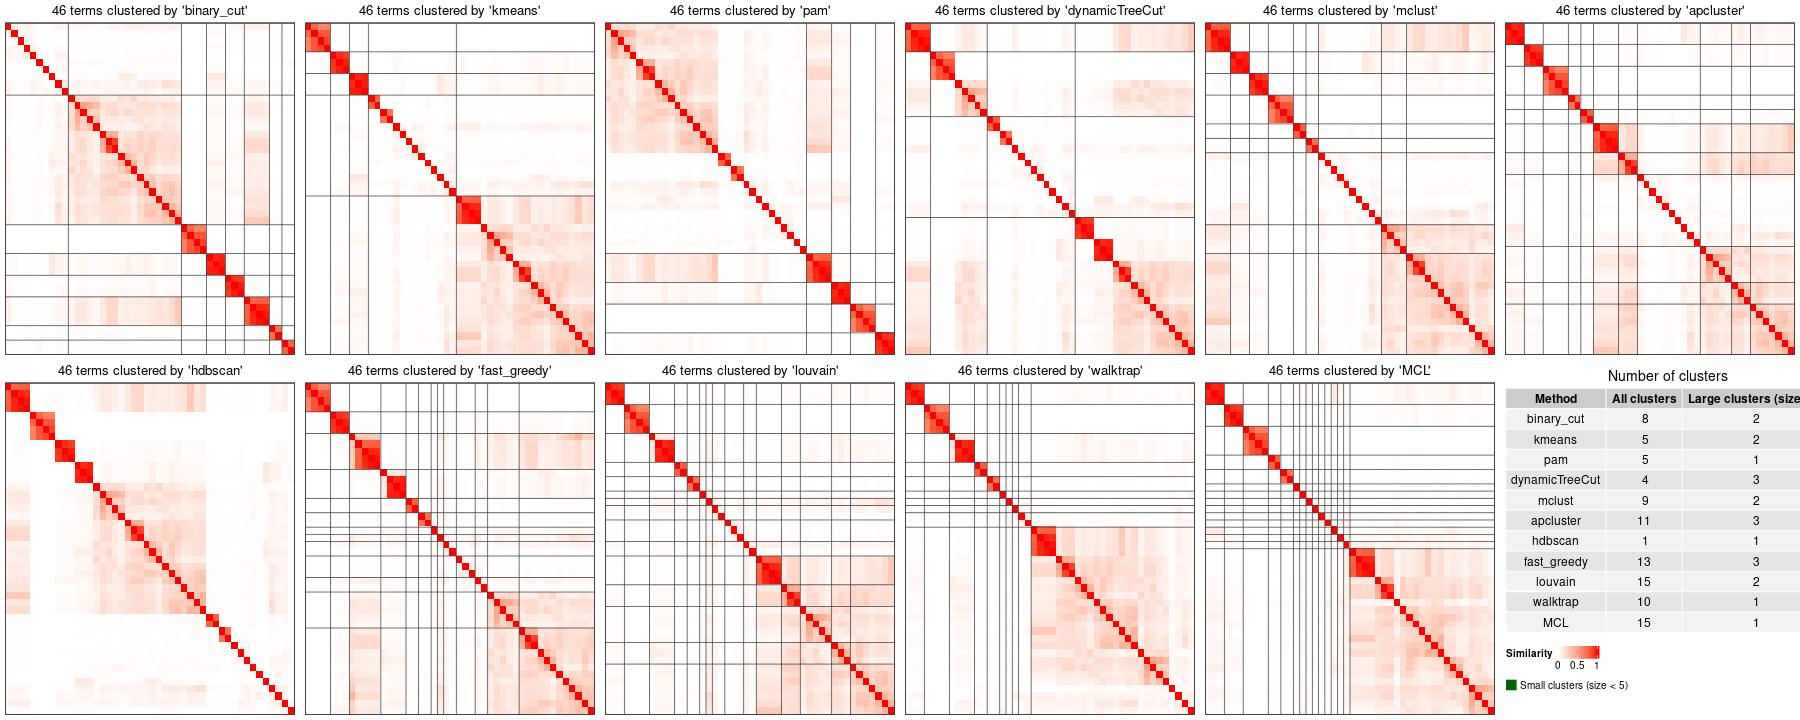 46 terms clustered by 'binary_cut'
46 terms clustered by 'kmeans'
46 terms clustered by 'pam'
46 terms clustered by 'dynamicTreeCut'
46 terms clustered by 'mclust'
46 terms clustered by 'apcluster'
46 terms clustered by 'hdbscan'
46 terms clustered by 'fast_greedy'
46 terms clustered by 'louvain'
46 terms clustered by 'walktrap'
46 terms clustered by 'MCL'
Number of clusters
Method All clusters Large clusters (size
binary_cut 8 2
kmeans 5 2
pam 5 1
dynamicTreeCut 4 3
mclust 9 2
apcluster 11 3
hdbscan 1 1
fast_greedy 13 3
louvain 15 2
walktrap 10 1
MCL 15 1
Similarity
0 0.5 1
Small clusters (size < 5)